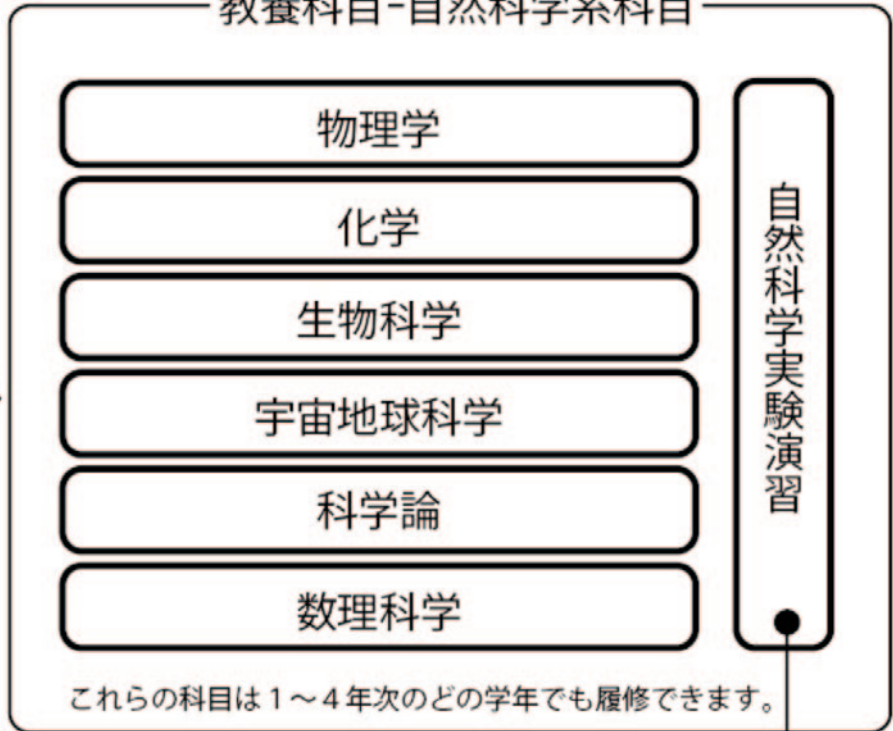 教養科目-自然科学系科目
物理学
化学
生物科学
宇宙地球科学
科学論
数理科学
自然科学実験演習
これらの科目は1～4年次のどの学年でも履修できます。